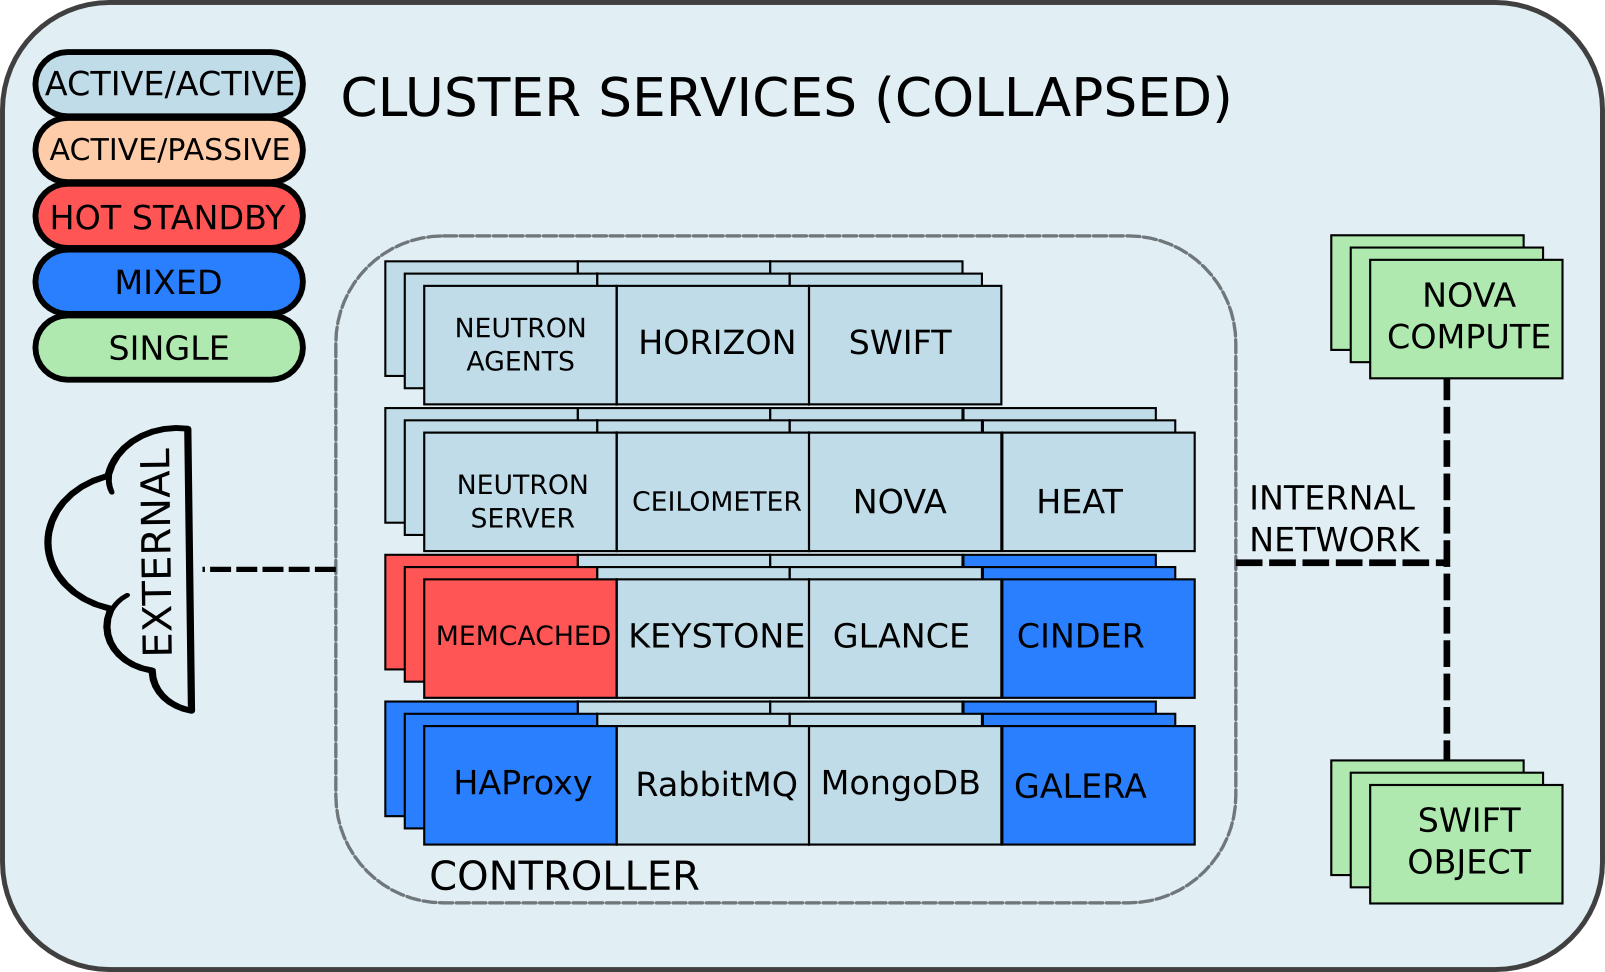 ACTIVE/ACTIVE
ACTIVE/PASSIVE
HOT STANDBY
MIXED
SINGLE
CLUSTER SERVICES (COLLAPSED)
EXTERNAL
NEUTRON
AGENTS
HORIZON
SWIFT
NEUTRON
SERVER
CEILOMETER
NOVA
HEAT
MEMCACHED
KEYSTONE
GLANCE
CINDER
HAProxy
RabbitMQ
MongoDB
GALERA
CONTROLLER
INTERNAL
NETWORK
NOVA
COMPUTE
SWIFT
OBJECT